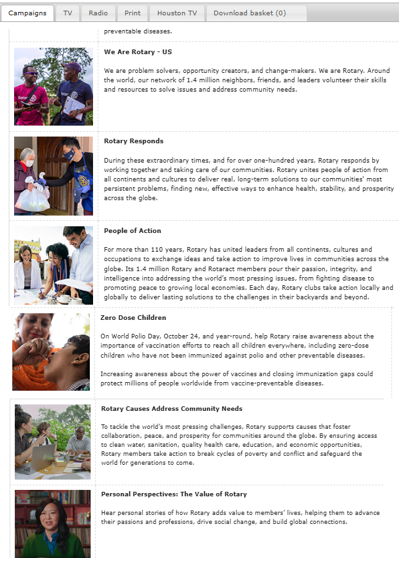 Campaigns TV Radio Print Houston TV Download basket (0)
preventable diseases.
We Are Rotary - US
We are problem solvers, opportunity creators, and change-makers. We are Rotary. Around
the world, our network of 1.4 million neighbors, friends, and leaders volunteer their skills
and resources to solve issues and address community needs.
Rotary Responds
During these extraordinary times, and for over one-hundred years, Rotary responds by
working together and taking care of our communities. Rotary unites people of action from
all continents and cultures to deliver real, long-term solutions to our communities' most
persistent problems, finding new, effective ways to enhance health, stability, and prosperity
across the globe.
People of Action
For more than 110 years, Rotary has united leaders from all continents, cultures and
occupations to exchange ideas and take action to improve lives in communities across the
globe. Its 1.4 million Rotary and Rotaract members pour their passion, integrity, and
intelligence into addressing the world's most pressing issues, from fighting disease to
promoting peace to growing local economies. Each day, Rotary clubs take action locally and
globally to deliver lasting solutions to the challenges in their backyards and beyond.
Zero Dose Children
On World Polio Day, October 24, and year-round, help Rotary raise awareness about the
importance of vaccination efforts to reach all children everywhere, including zero-dose
children who have not been immunized against polio and other preventable diseases.
Increasing awareness about the power of vaccines and closing immunization gaps could
protect millions of people worldwide from vaccine-preventable diseases.
Rotary Causes Address Community Needs
To tackle the world's most pressing challenges, Rotary supports causes that foster
collaboration, peace, and prosperity for communities around the globe. By ensuring access
to clean water, sanitation, quality health care, education, and economic opportunities,
Rotary members take action to break cycles of poverty and conflict and safeguard the
world for generations to come.
Personal Perspectives: The Value of Rotary
Hear personal stories of how Rotary adds value to members' lives, helping them to advance
their passions and professions, drive social change, and build global connections.